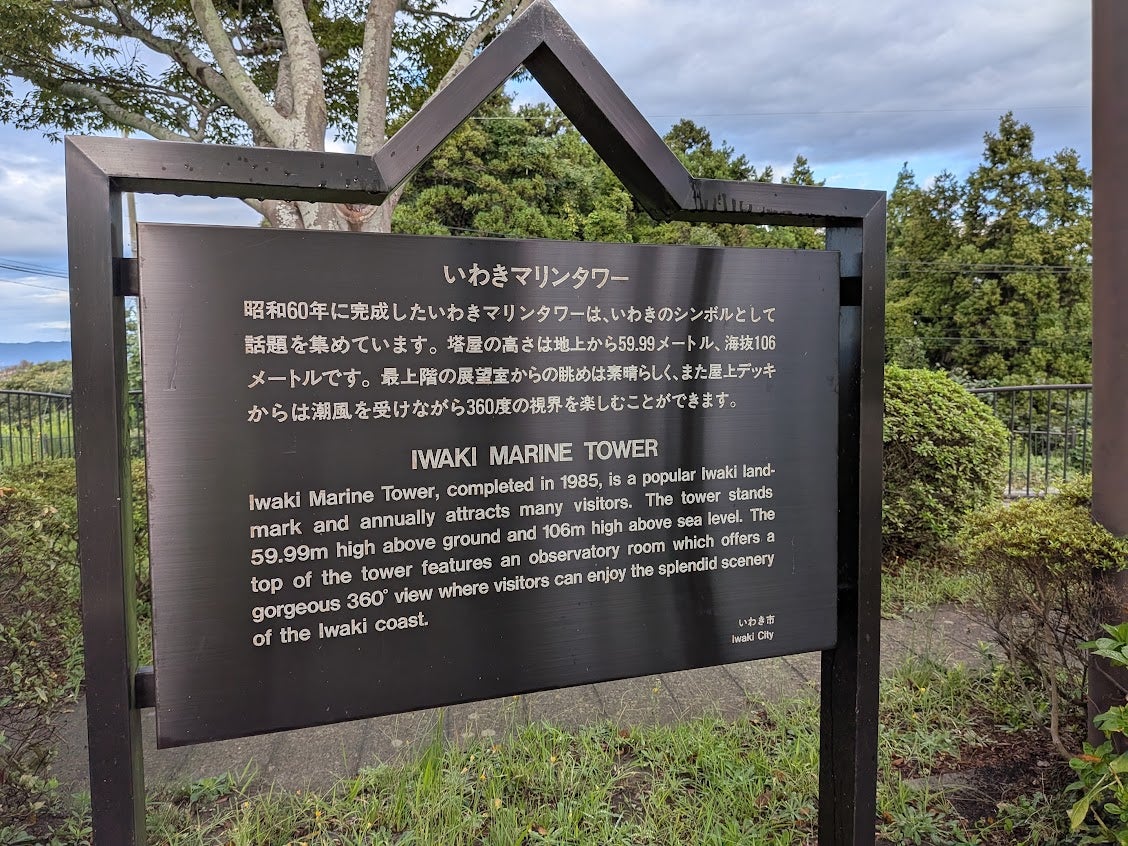 いわきマリンタワー
昭和60年に完成したいわきマリンタワーは、いわきのシンボルとして
話題を集めています。塔屋の高さは地上から59.99メートル、海抜106
メートルです。最上階の展望室からの眺めは素晴らしく、また屋上デッキ
からは潮風を受けながら360度の視界を楽しむことができます。
IWAKI MARINE TOWER
Iwaki Marine Tower, completed in 1985, is a popular Iwaki land-
mark and annually attracts many visitors. The tower stands
59.99m high above ground and 106m high above sea level. The
top of the tower features an observatory room which offers a
gorgeous 360° view where visitors can enjoy the splendid scenery
of the Iwaki coast.
いわき市
Iwaki City